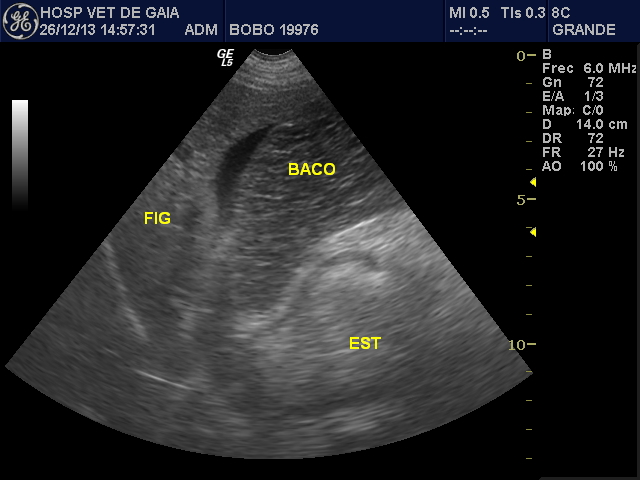 HOSP VET DE GAIA
26/12/13 14:57:31 ADM
BOBO 19976
MI 0.5 TIs 0.3
--:--:--
8C
GRANDE
GE
L5
B
Frec 6.0 MHz
Gn 72
E/A 1/3
Map: C/0
D 14.0 cm
DR 72
FR 27 Hz
AO 100 %
0
5
10
BACO
FIG
EST